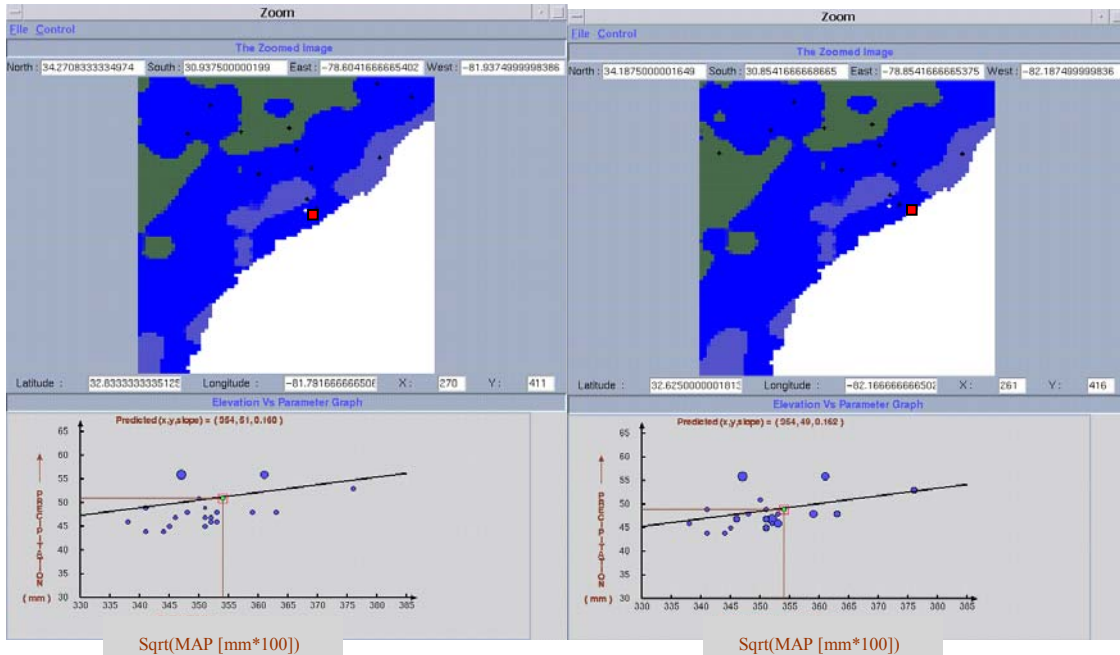 Zoom
File Control
The Zoomed Image
North : 34.2708333334974 South : 30.937500000199 East : -78.6041666665402 West : -81.9374999998386
Latitude : 32.8333333335125 Longitude : -81.791666666506 X : 270 Y : 411
Elevation Vs Parameter Graph
Predicted (x,y,slope) = ( 354, 51, 0.160 )
65
60
55
50
45
40
35
30
PRECIPITATION
( mm )
330 335 340 345 350 355 360 365 370 375 380 385
Sqrt(MAP [mm*100])
Zoom
File Control
The Zoomed Image
North : 34.1875000001649 South : 30.8541666668665 East : -78.8541666665375 West : -82.187499999836
Latitude : 32.6250000001813 Longitude : -82.166666666502 X : 261 Y : 416
Elevation Vs Parameter Graph
Predicted (x,y,slope) = ( 354, 49, 0.162 )
65
60
55
50
45
40
35
30
PRECIPITATION
( mm )
330 335 340 345 350 355 360 365 370 375 380 385
Sqrt(MAP [mm*100])